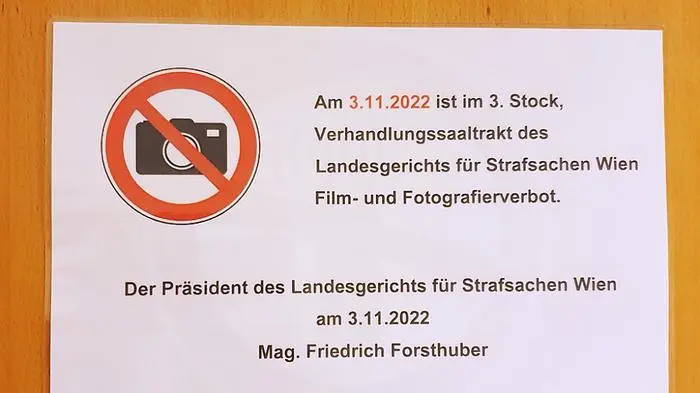 Am 3.11.2022 ist im 3. Stock,
Verhandlungssaaltrakt des
Landesgerichts für Strafsachen Wien
Film- und Fotografierverbot.
Der Präsident des Landesgerichts für Strafsachen Wien
am 3.11.2022
Mag. Friedrich Forsthuber